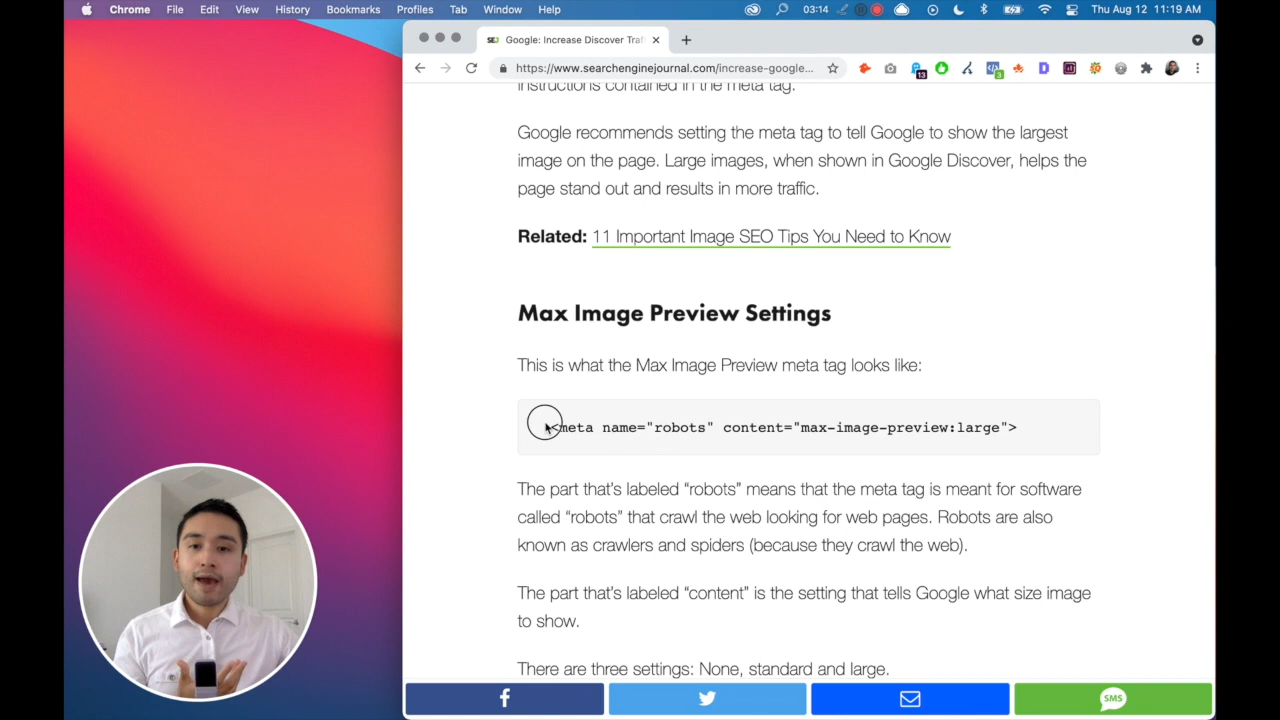 Chrome File Edit View History Bookmarks Profiles Tab Window Help 03:14 Thu Aug 12 11:19 AM
SEJ Google: Increase Discover Traf
https://www.searchenginejournal.com/increase-google... 13 3
instructions contained in the meta tag.
Google recommends setting the meta tag to tell Google to show the largest
image on the page. Large images, when shown in Google Discover, helps the
page stand out and results in more traffic.
Related: 11 Important Image SEO Tips You Need to Know
Max Image Preview Settings
This is what the Max Image Preview meta tag looks like:
<meta name="robots" content="max-image-preview:large">
The part that's labeled “robots” means that the meta tag is meant for software
called “robots” that crawl the web looking for web pages. Robots are also
known as crawlers and spiders (because they crawl the web).
The part that's labeled “content” is the setting that tells Google what size image
to show.
There are three settings: None, standard and large.
SMS